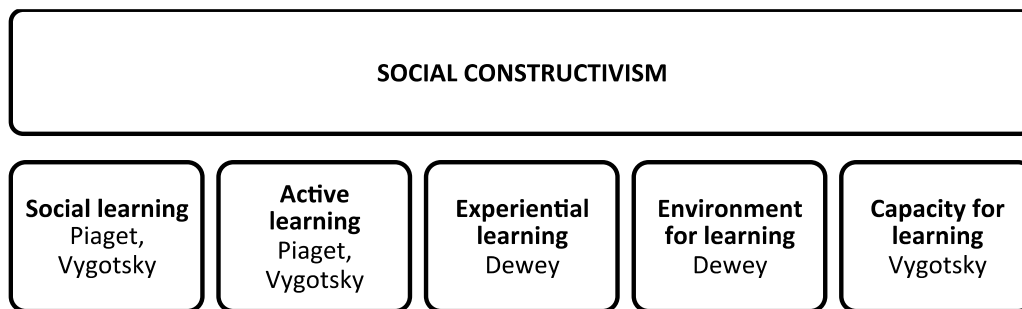 SOCIAL CONSTRUCTIVISM
Social learning
Piaget,
Vygotsky
Active
learning
Piaget,
Vygotsky
Experiential
learning
Dewey
Environment
for learning
Dewey
Capacity for
learning
Vygotsky